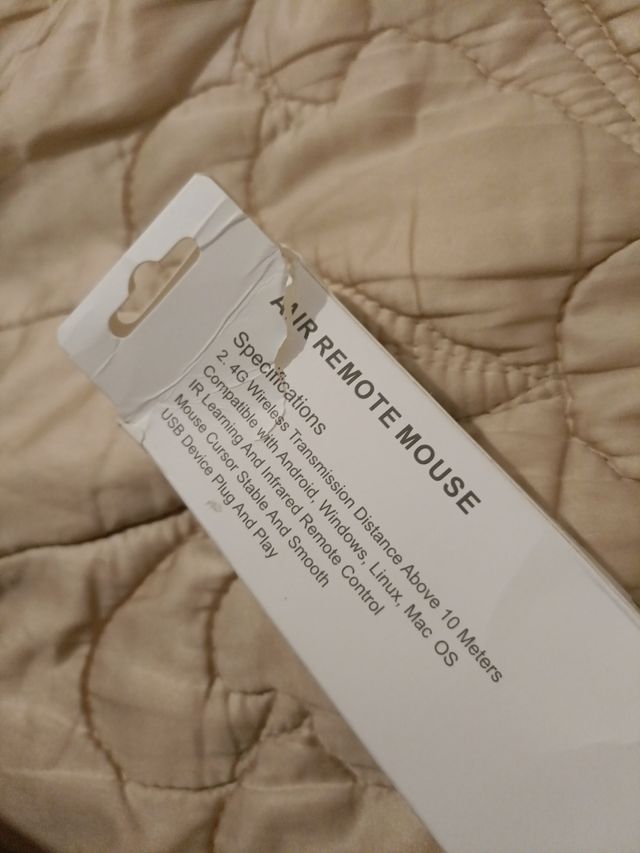 AIR REMOTE MOUSE
Specifications
2. 4G Wireless Transmission Distance Above 10 Meters
Compatible with Android, Windows, Linux, Mac OS
IR Learning And Infrared Remote Control
Mouse Cursor Stable And Smooth
USB Device Plug And Play